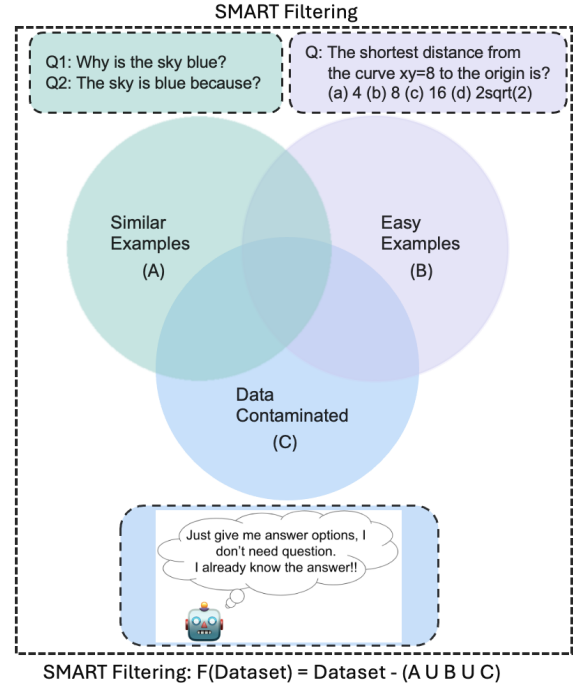 SMART Filtering
Q1: Why is the sky blue?
Q2: The sky is blue because?
Q: The shortest distance from
the curve xy=8 to the origin is?
(a) 4 (b) 8 (c) 16 (d) 2sqrt(2)
Similar
Examples
(A)
Easy
Examples
(B)
Data
Contaminated
(C)
Just give me answer options, I
don't need question.
I already know the answer!!
SMART Filtering: F(Dataset) = Dataset - (A U B U C)